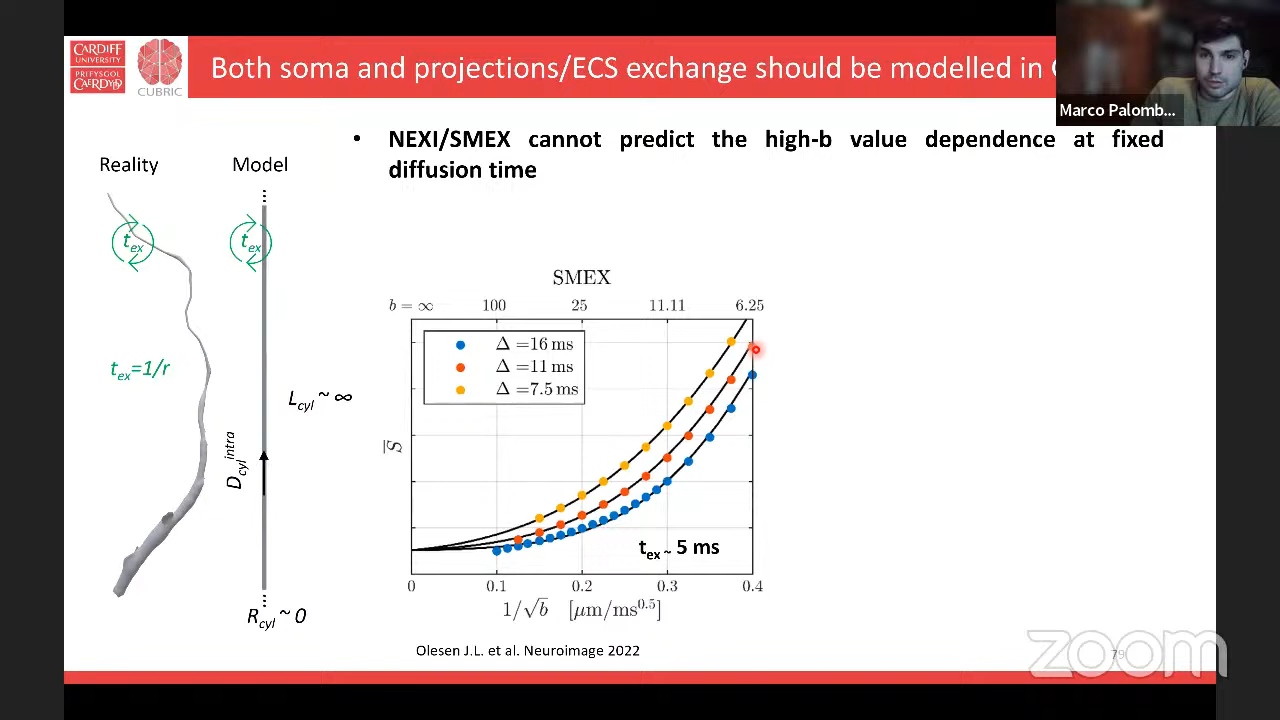 CARDIFF
UNIVERSITY
PRIFYSGOL
CAERDYDD
CUBRIC
Both soma and projections/ECS exchange should be modelled in
Marco Palomb...
• NEXI/SMEX cannot predict the high-b value dependence at fixed
diffusion time
Reality
Model
t_ex
t_ex
t_ex=1/r
L_cyl ~ ∞
D_cyl^intra
R_cyl ~ 0
SMEX
b = ∞ 100 25 11.11 6.25
Δ =16 ms
Δ =11 ms
Δ =7.5 ms
S̅
t_ex ~ 5 ms
0 0.1 0.2 0.3 0.4
1/√b [μm/ms^0.5]
Olesen J.L. et al. Neuroimage 2022
79
zoom